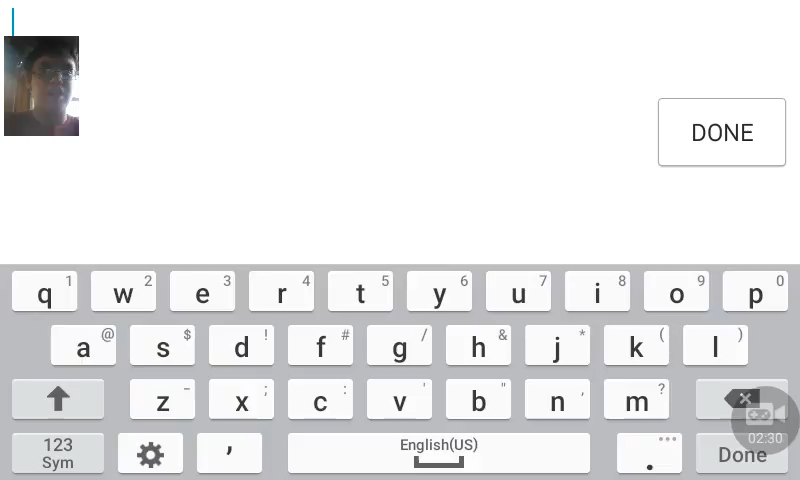 DONE
q 1 w 2 e 3 r 4 t 5 y 6 u 7 i 8 o 9 p 0
a @ s $ d ! f # g / h & j * k ( l )
z - x ; c : v ' b " n , m ?
123 Sym , English(US) . ... Done
02:30